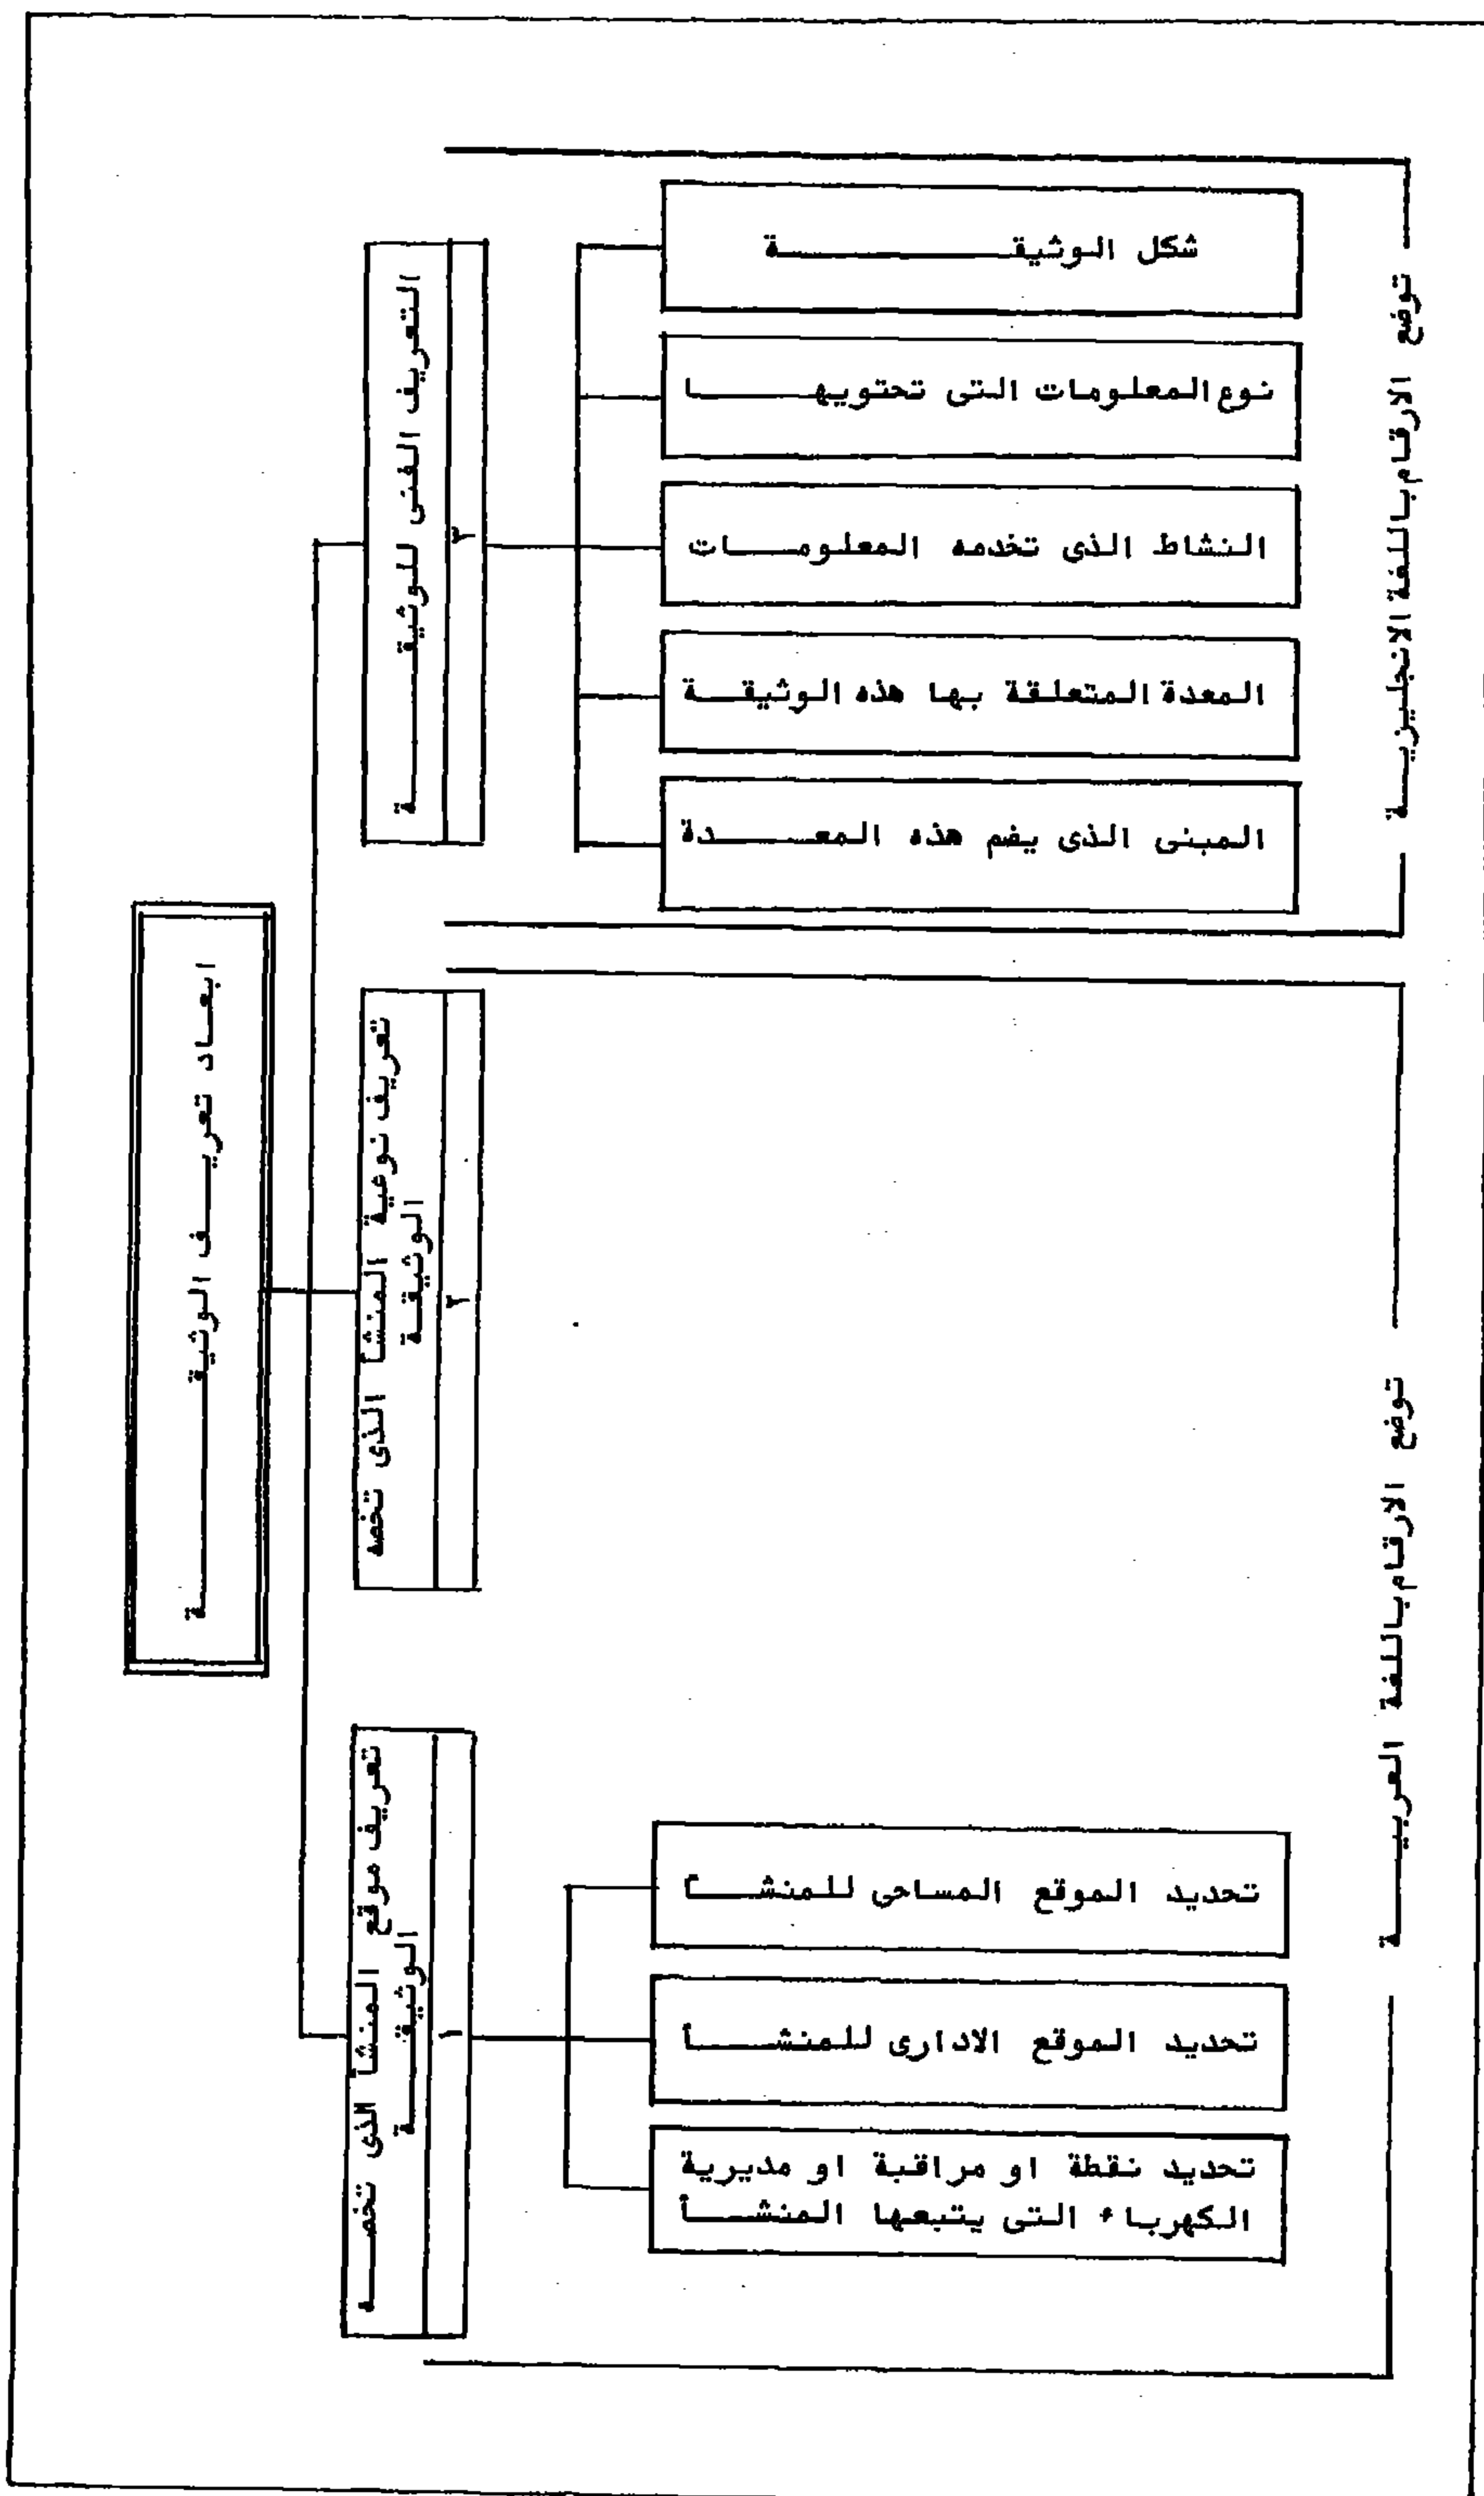 ابعاد تعريف الوثيقة
تعريف موقع المنشأ الذى تخصه
الوثيقة
١
تحديد الموقع المساحى للمنشأ
تحديد الموقع الادارى للمنشأ
تحديد نقطة او مراقبة او مديرية
الكهرباء التى يتبعها المنشأ
تعريف نوعية المنشأ الذى تخصه
الوثيقة
٢
توضع الارقام باللغة العربية
التعريف الفنى للوثيقة
٣
شكل الوثيقة
نوع المعلومات التى تحتويها
النشاط الذى تخدمه المعلومات
المعدة المتعلقة بها هذه الوثيقة
المبنى الذى يضم هذه المعدة
توضع الارقام باللغة الانجليزية